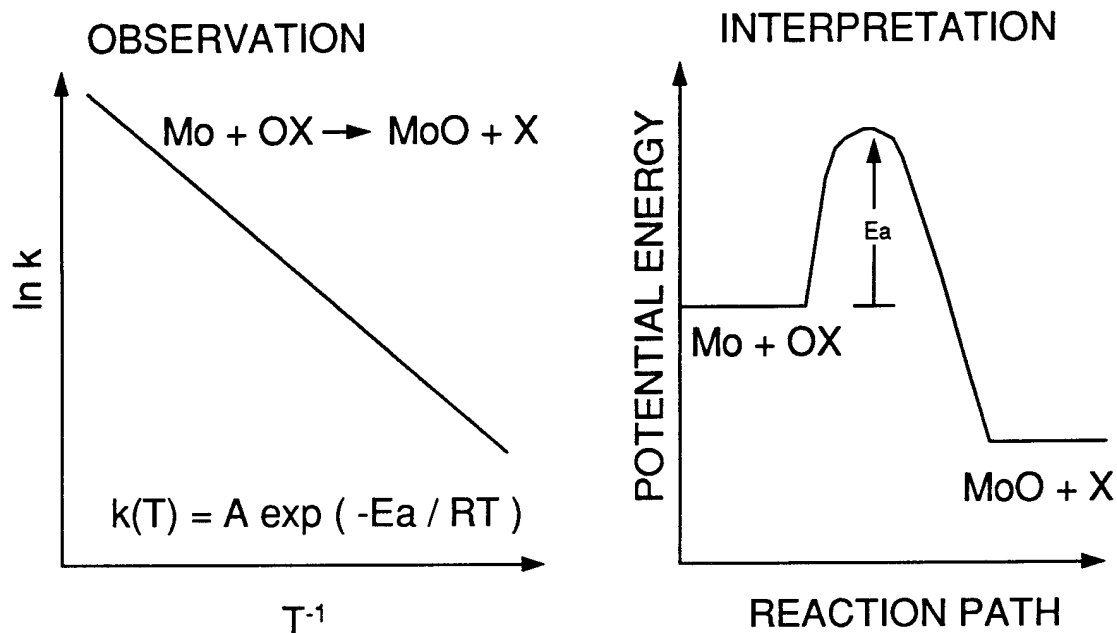 OBSERVATION
ln k
Mo + OX → MoO + X
k(T) = A exp ( -Ea / RT )
T⁻¹
INTERPRETATION
POTENTIAL ENERGY
Ea
Mo + OX
MoO + X
REACTION PATH